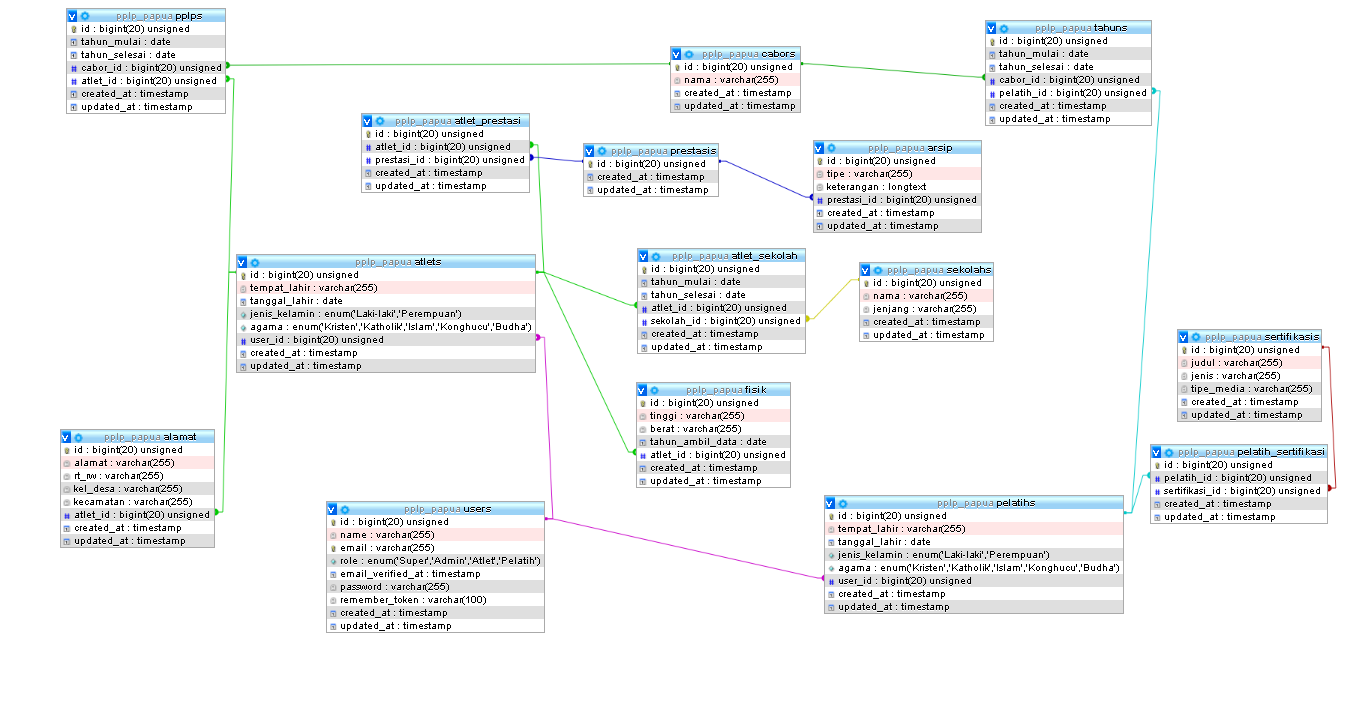 pplp_papua pplps
id : bigint(20) unsigned
tahun_mulai : date
tahun_selesai : date
cabor_id : bigint(20) unsigned
atlet_id : bigint(20) unsigned
created_at : timestamp
updated_at : timestamp
pplp_papua cabors
id : bigint(20) unsigned
nama : varchar(255)
created_at : timestamp
updated_at : timestamp
pplp_papua tahuns
id : bigint(20) unsigned
tahun_mulai : date
tahun_selesai : date
cabor_id : bigint(20) unsigned
pelatih_id : bigint(20) unsigned
created_at : timestamp
updated_at : timestamp
pplp_papua atlet_prestasi
id : bigint(20) unsigned
atlet_id : bigint(20) unsigned
prestasi_id : bigint(20) unsigned
created_at : timestamp
updated_at : timestamp
pplp_papua prestasis
id : bigint(20) unsigned
created_at : timestamp
updated_at : timestamp
pplp_papua arsip
id : bigint(20) unsigned
tipe : varchar(255)
keterangan : longtext
prestasi_id : bigint(20) unsigned
created_at : timestamp
updated_at : timestamp
pplp_papua atlets
id : bigint(20) unsigned
tempat_lahir : varchar(255)
tanggal_lahir : date
jenis_kelamin : enum('Laki-laki','Perempuan')
agama : enum('Kristen','Katholik','Islam','Konghucu','Budha')
user_id : bigint(20) unsigned
created_at : timestamp
updated_at : timestamp
pplp_papua atlet_sekolah
id : bigint(20) unsigned
tahun_mulai : date
tahun_selesai : date
atlet_id : bigint(20) unsigned
sekolah_id : bigint(20) unsigned
created_at : timestamp
updated_at : timestamp
pplp_papua sekolahs
id : bigint(20) unsigned
nama : varchar(255)
jenjang : varchar(255)
created_at : timestamp
updated_at : timestamp
pplp_papua sertifikasis
id : bigint(20) unsigned
judul : varchar(255)
jenis : varchar(255)
tipe_media : varchar(255)
created_at : timestamp
updated_at : timestamp
pplp_papua fisik
id : bigint(20) unsigned
tinggi : varchar(255)
berat : varchar(255)
tahun_ambil_data : date
atlet_id : bigint(20) unsigned
created_at : timestamp
updated_at : timestamp
pplp_papua alamat
id : bigint(20) unsigned
alamat : varchar(255)
rt_rw : varchar(255)
kel_desa : varchar(255)
kecamatan : varchar(255)
atlet_id : bigint(20) unsigned
created_at : timestamp
updated_at : timestamp
pplp_papua pelatih_sertifikasi
id : bigint(20) unsigned
pelatih_id : bigint(20) unsigned
sertifikasi_id : bigint(20) unsigned
created_at : timestamp
updated_at : timestamp
pplp_papua users
id : bigint(20) unsigned
name : varchar(255)
email : varchar(255)
role : enum('Super','Admin','Atlet','Pelatih')
email_verified_at : timestamp
password : varchar(255)
remember_token : varchar(100)
created_at : timestamp
updated_at : timestamp
pplp_papua pelatihs
id : bigint(20) unsigned
tempat_lahir : varchar(255)
tanggal_lahir : date
jenis_kelamin : enum('Laki-laki','Perempuan')
agama : enum('Kristen','Katholik','Islam','Konghucu','Budha')
user_id : bigint(20) unsigned
created_at : timestamp
updated_at : timestamp